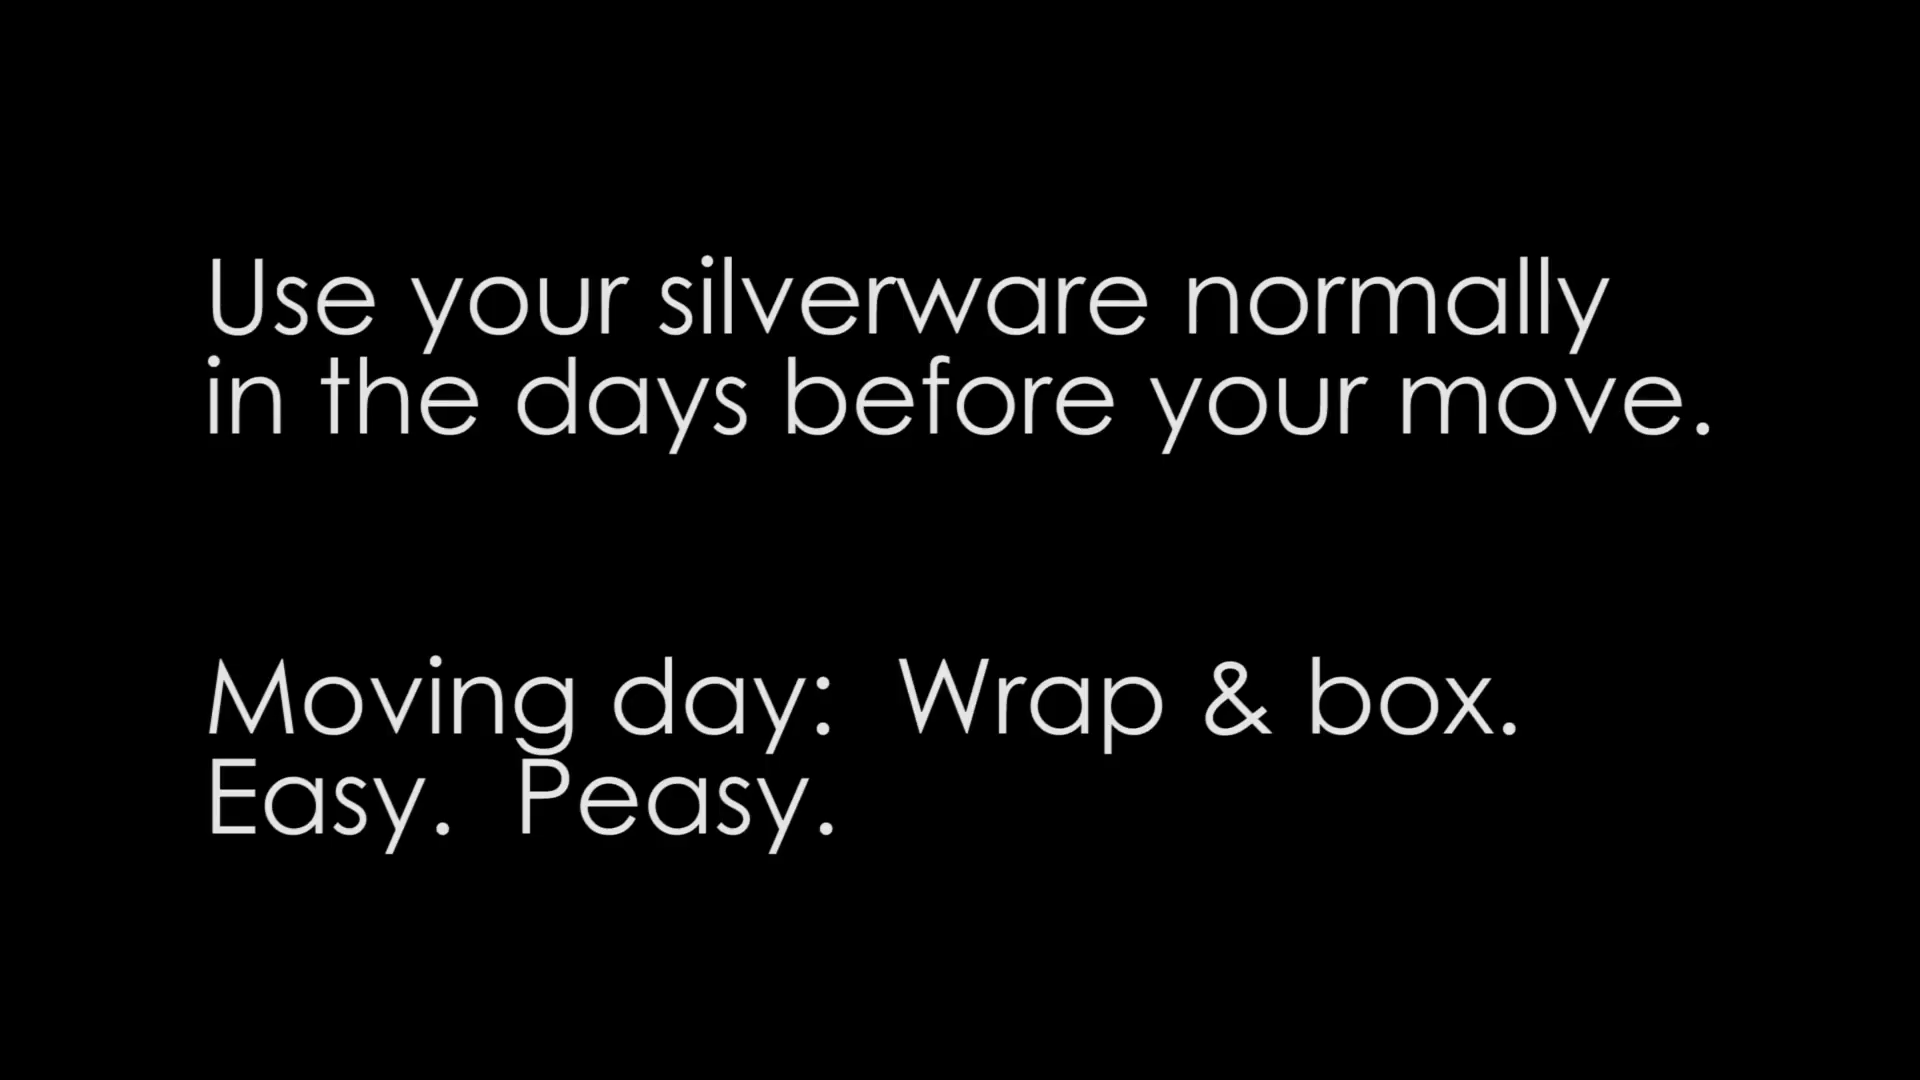 Use your silverware normally
in the days before your move.
Moving day:  Wrap & box.
Easy.  Peasy.